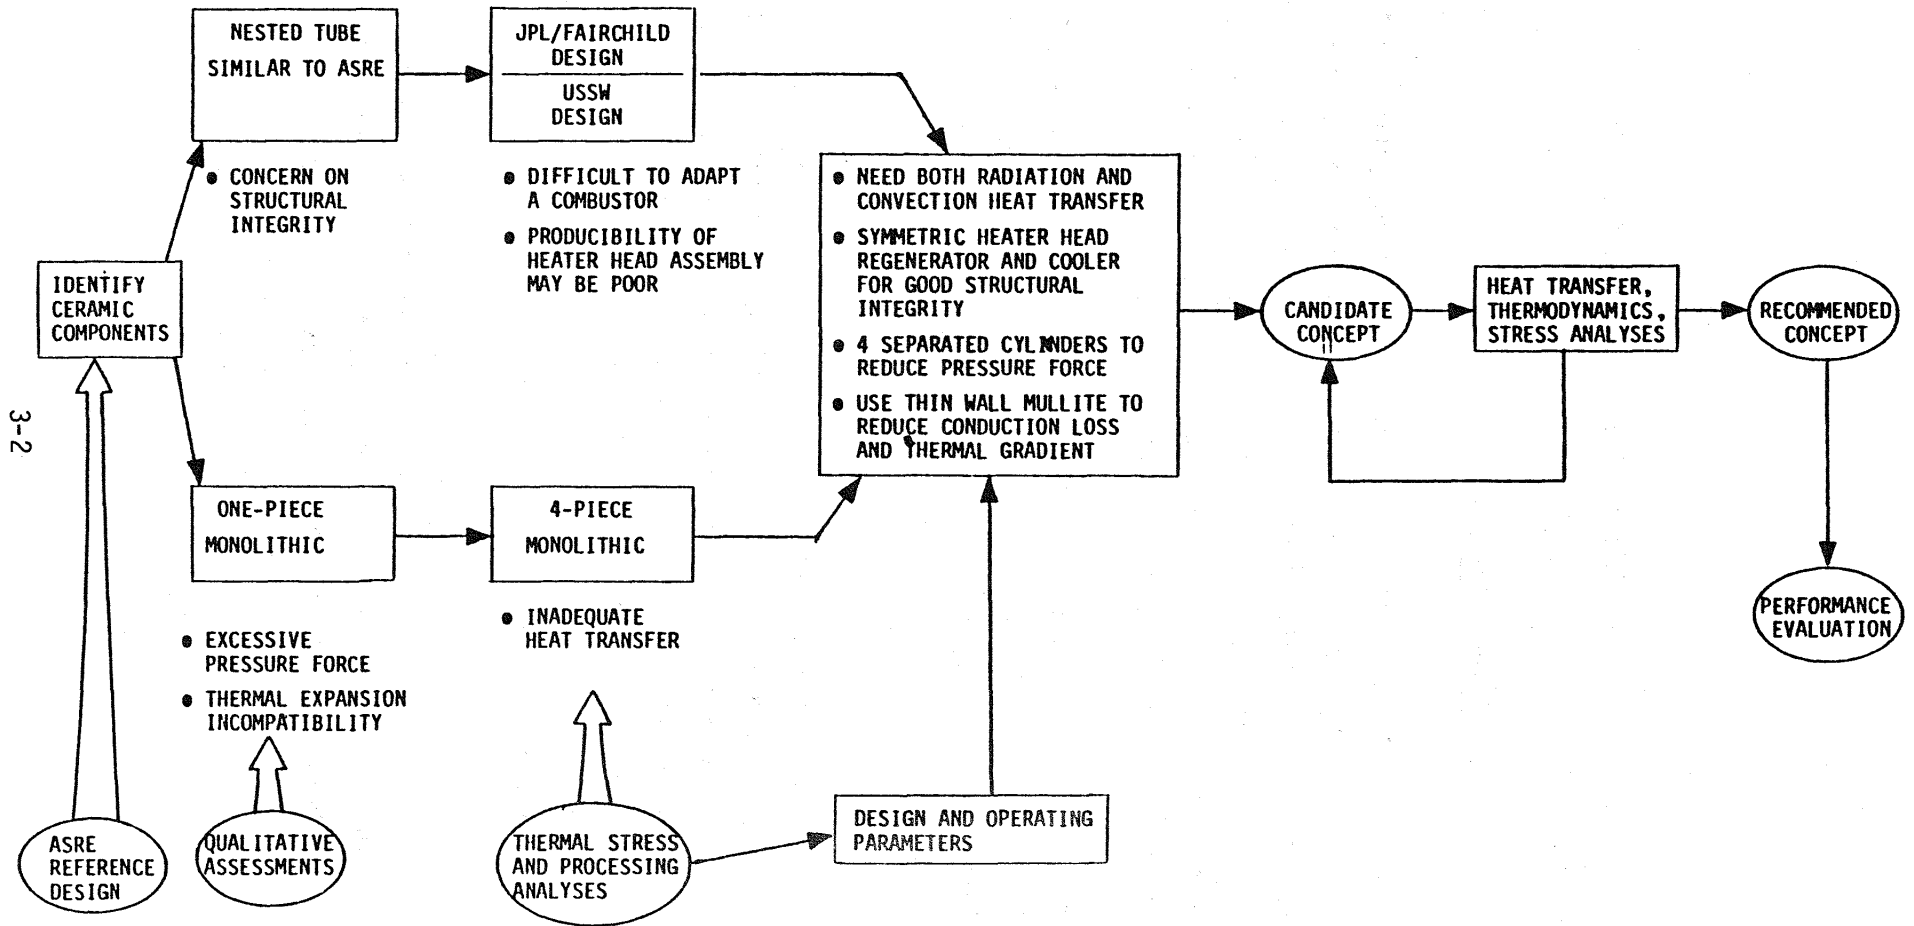 NESTED TUBE
SIMILAR TO ASRE
JPL/FAIRCHILD
DESIGN
USSW
DESIGN
● CONCERN ON
STRUCTURAL
INTEGRITY
● DIFFICULT TO ADAPT
A COMBUSTOR
● PRODUCIBILITY OF
HEATER HEAD ASSEMBLY
MAY BE POOR
● NEED BOTH RADIATION AND
CONVECTION HEAT TRANSFER
● SYMMETRIC HEATER HEAD
REGENERATOR AND COOLER
FOR GOOD STRUCTURAL
INTEGRITY
● 4 SEPARATED CYLINDERS TO
REDUCE PRESSURE FORCE
● USE THIN WALL MULLITE TO
REDUCE CONDUCTION LOSS
AND THERMAL GRADIENT
IDENTIFY
CERAMIC
COMPONENTS
CANDIDATE
CONCEPT
HEAT TRANSFER,
THERMODYNAMICS,
STRESS ANALYSES
RECOMMENDED
CONCEPT
3-2
ONE-PIECE
MONOLITHIC
4-PIECE
MONOLITHIC
● EXCESSIVE
PRESSURE FORCE
● THERMAL EXPANSION
INCOMPATIBILITY
● INADEQUATE
HEAT TRANSFER
PERFORMANCE
EVALUATION
ASRE
REFERENCE
DESIGN
QUALITATIVE
ASSESSMENTS
THERMAL STRESS
AND PROCESSING
ANALYSES
DESIGN AND OPERATING
PARAMETERS